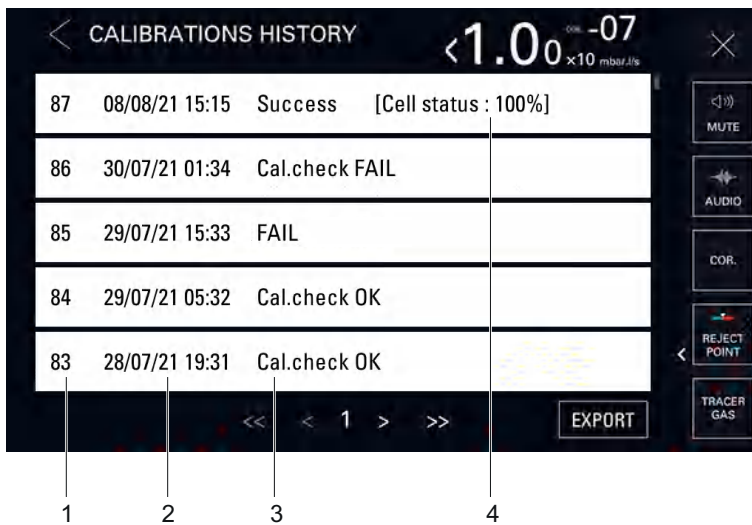 < CALIBRATIONS HISTORY
<1.00 -07
x10 mbar.l/s
MUTE
AUDIO
COR.
REJECT
POINT
TRACER
GAS
87 08/08/21 15:15 Success [Cell status : 100%]
86 30/07/21 01:34 Cal.check FAIL
85 29/07/21 15:33 FAIL
84 29/07/21 05:32 Cal.check OK
83 28/07/21 19:31 Cal.check OK
<< < 1 > >> EXPORT
1 2 3 4